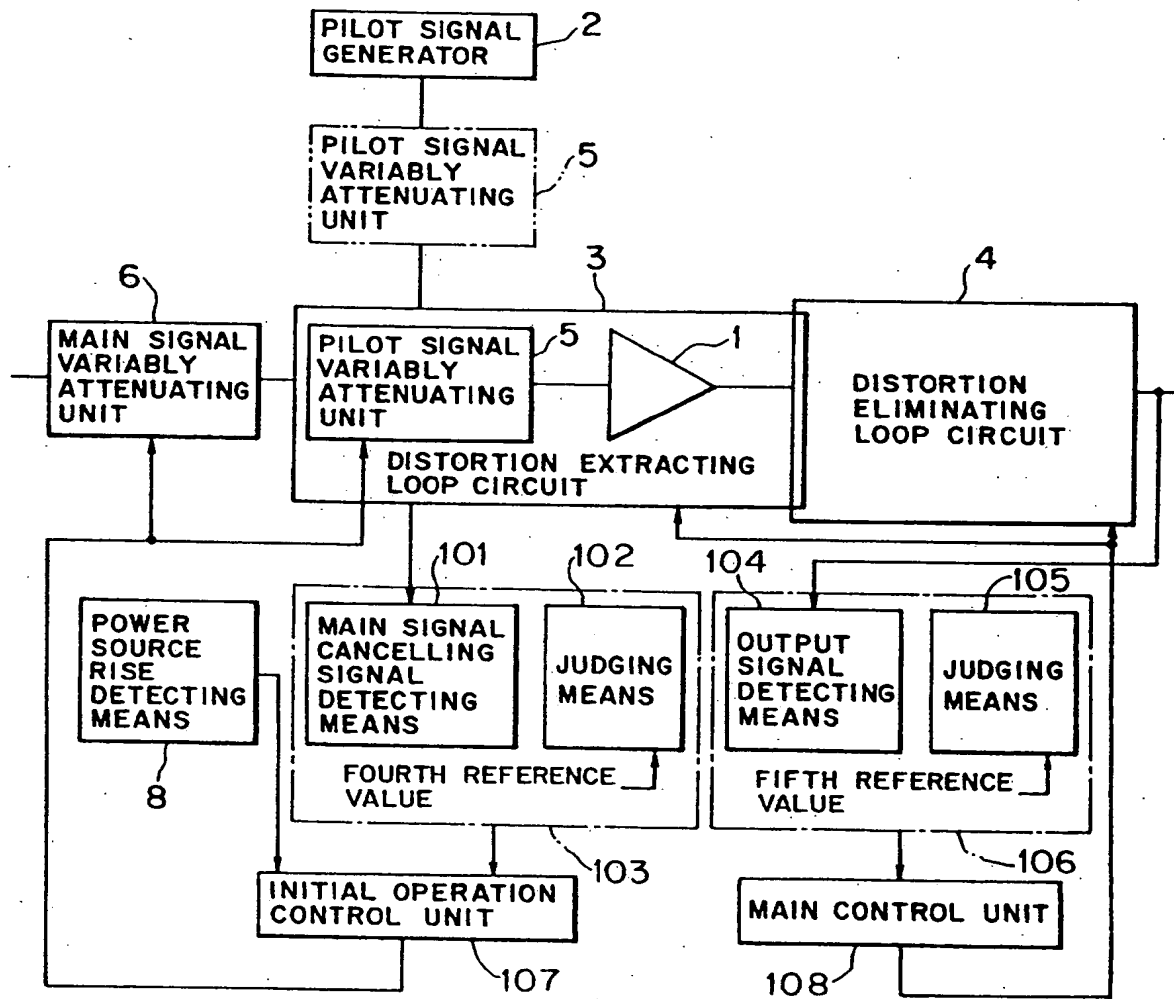 PILOT SIGNAL
GENERATOR
2
PILOT SIGNAL
VARIABLY
ATTENUATING
UNIT
5
6
MAIN SIGNAL
VARIABLY
ATTENUATING
UNIT
3
PILOT SIGNAL
VARIABLY
ATTENUATING
UNIT
5
1
DISTORTION EXTRACTING
LOOP CIRCUIT
4
DISTORTION
ELIMINATING
LOOP CIRCUIT
POWER
SOURCE
RISE
DETECTING
MEANS
8
101
MAIN SIGNAL
CANCELLING
SIGNAL
DETECTING
MEANS
102
JUDGING
MEANS
FOURTH REFERENCE
VALUE
103
104
OUTPUT
SIGNAL
DETECTING
MEANS
105
JUDGING
MEANS
FIFTH REFERENCE
VALUE
106
INITIAL OPERATION
CONTROL UNIT
107
MAIN CONTROL UNIT
108